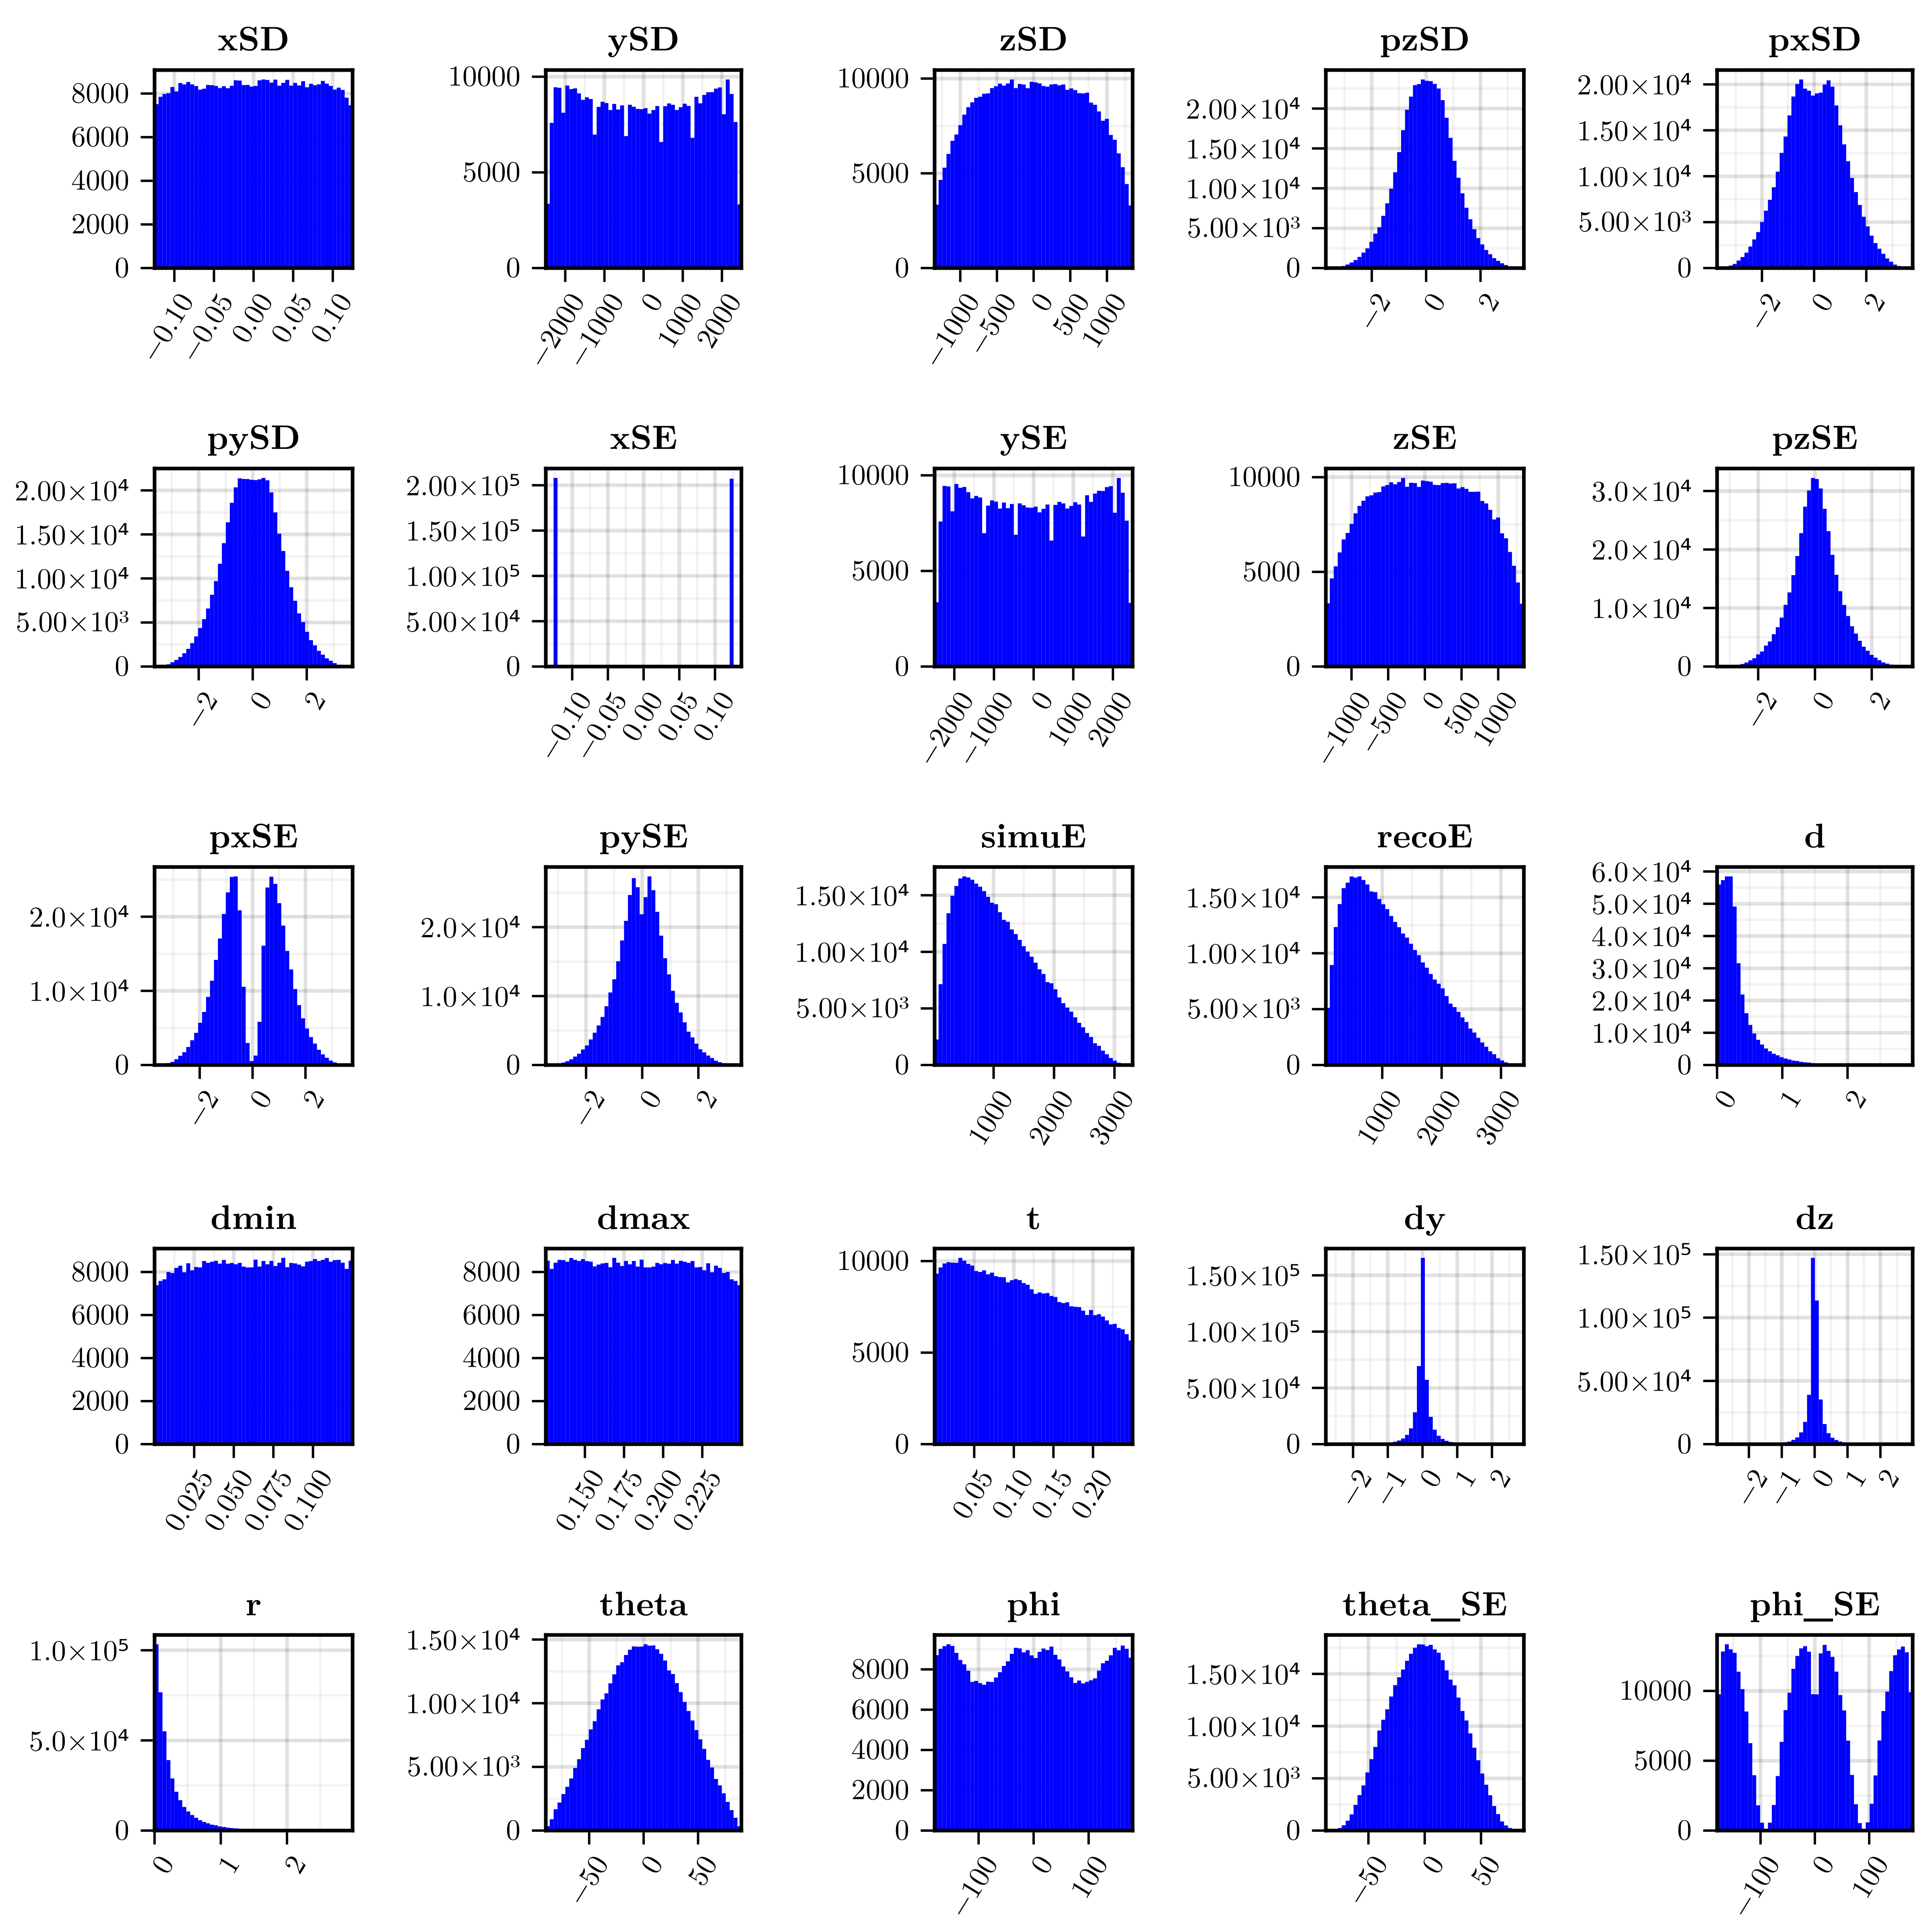 xSD ySD zSD pzSD pxSD
8000 6000 4000 2000 0
−0.10 −0.05 0.00 0.05 0.10
10000 5000 0
−2000 −1000 0 1000 2000
10000 5000 0
−1000 −500 0 500 1000
2.00×10⁴ 1.50×10⁴ 1.00×10⁴ 5.00×10³ 0
−2 0 2
2.00×10⁴ 1.50×10⁴ 1.00×10⁴ 5.00×10³ 0
−2 0 2
pySD xSE ySE zSE pzSE
2.00×10⁴ 1.50×10⁴ 1.00×10⁴ 5.00×10³ 0
−2 0 2
2.00×10⁵ 1.50×10⁵ 1.00×10⁵ 5.00×10⁴ 0
−0.10 −0.05 0.00 0.05 0.10
10000 5000 0
−2000 −1000 0 1000 2000
10000 5000 0
−1000 −500 0 500 1000
3.0×10⁴ 2.0×10⁴ 1.0×10⁴ 0
−2 0 2
pxSE pySE simuE recoE d
2.0×10⁴ 1.0×10⁴ 0
−2 0 2
2.0×10⁴ 1.0×10⁴ 0
−2 0 2
1.50×10⁴ 1.00×10⁴ 5.00×10³ 0
1000 2000 3000
1.50×10⁴ 1.00×10⁴ 5.00×10³ 0
1000 2000 3000
6.0×10⁴ 5.0×10⁴ 4.0×10⁴ 3.0×10⁴ 2.0×10⁴ 1.0×10⁴ 0
0 1 2
dmin dmax t dy dz
8000 6000 4000 2000 0
0.025 0.050 0.075 0.100
8000 6000 4000 2000 0
0.150 0.175 0.200 0.225
10000 5000 0
0.05 0.10 0.15 0.20
1.50×10⁵ 1.00×10⁵ 5.00×10⁴ 0
−2 −1 0 1 2
1.50×10⁵ 1.00×10⁵ 5.00×10⁴ 0
−2 −1 0 1 2
r theta phi theta_SE phi_SE
1.0×10⁵ 5.0×10⁴ 0
0 1 2
1.50×10⁴ 1.00×10⁴ 5.00×10³ 0
−50 0 50
8000 6000 4000 2000 0
−100 0 100
1.50×10⁴ 1.00×10⁴ 5.00×10³ 0
−50 0 50
10000 5000 0
−100 0 100